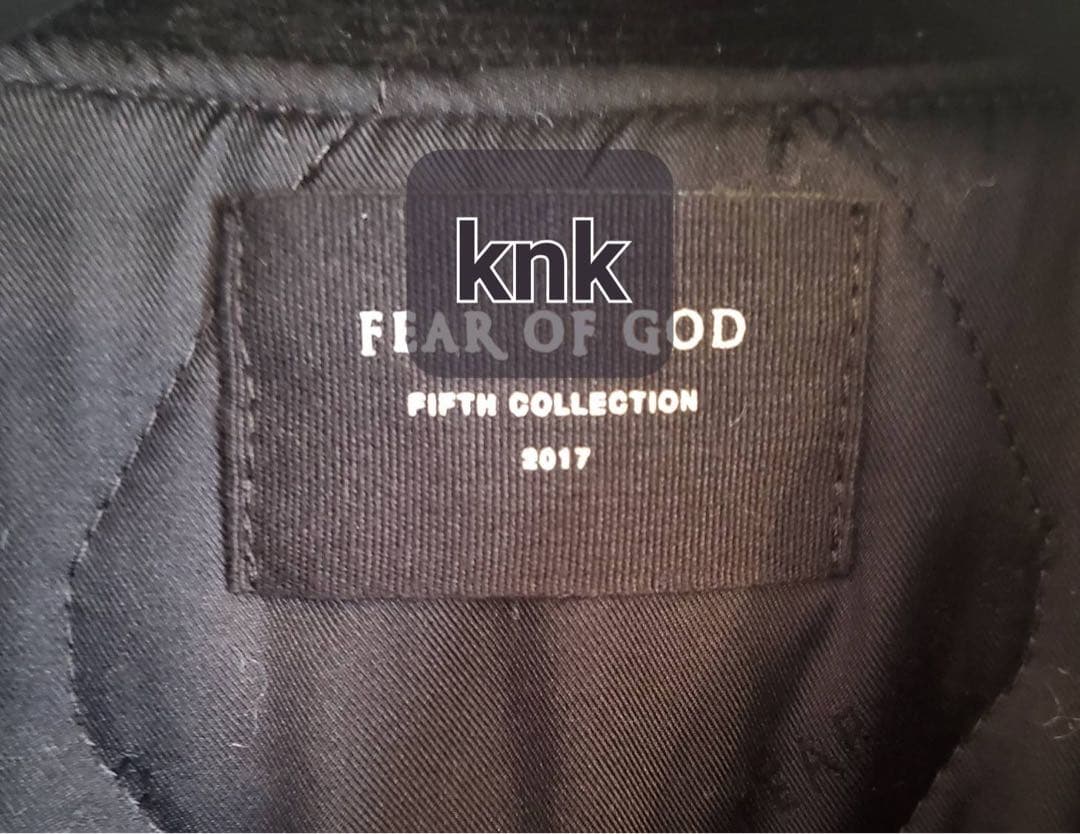 knk
FEAR OF GOD
FIFTH COLLECTION
2017